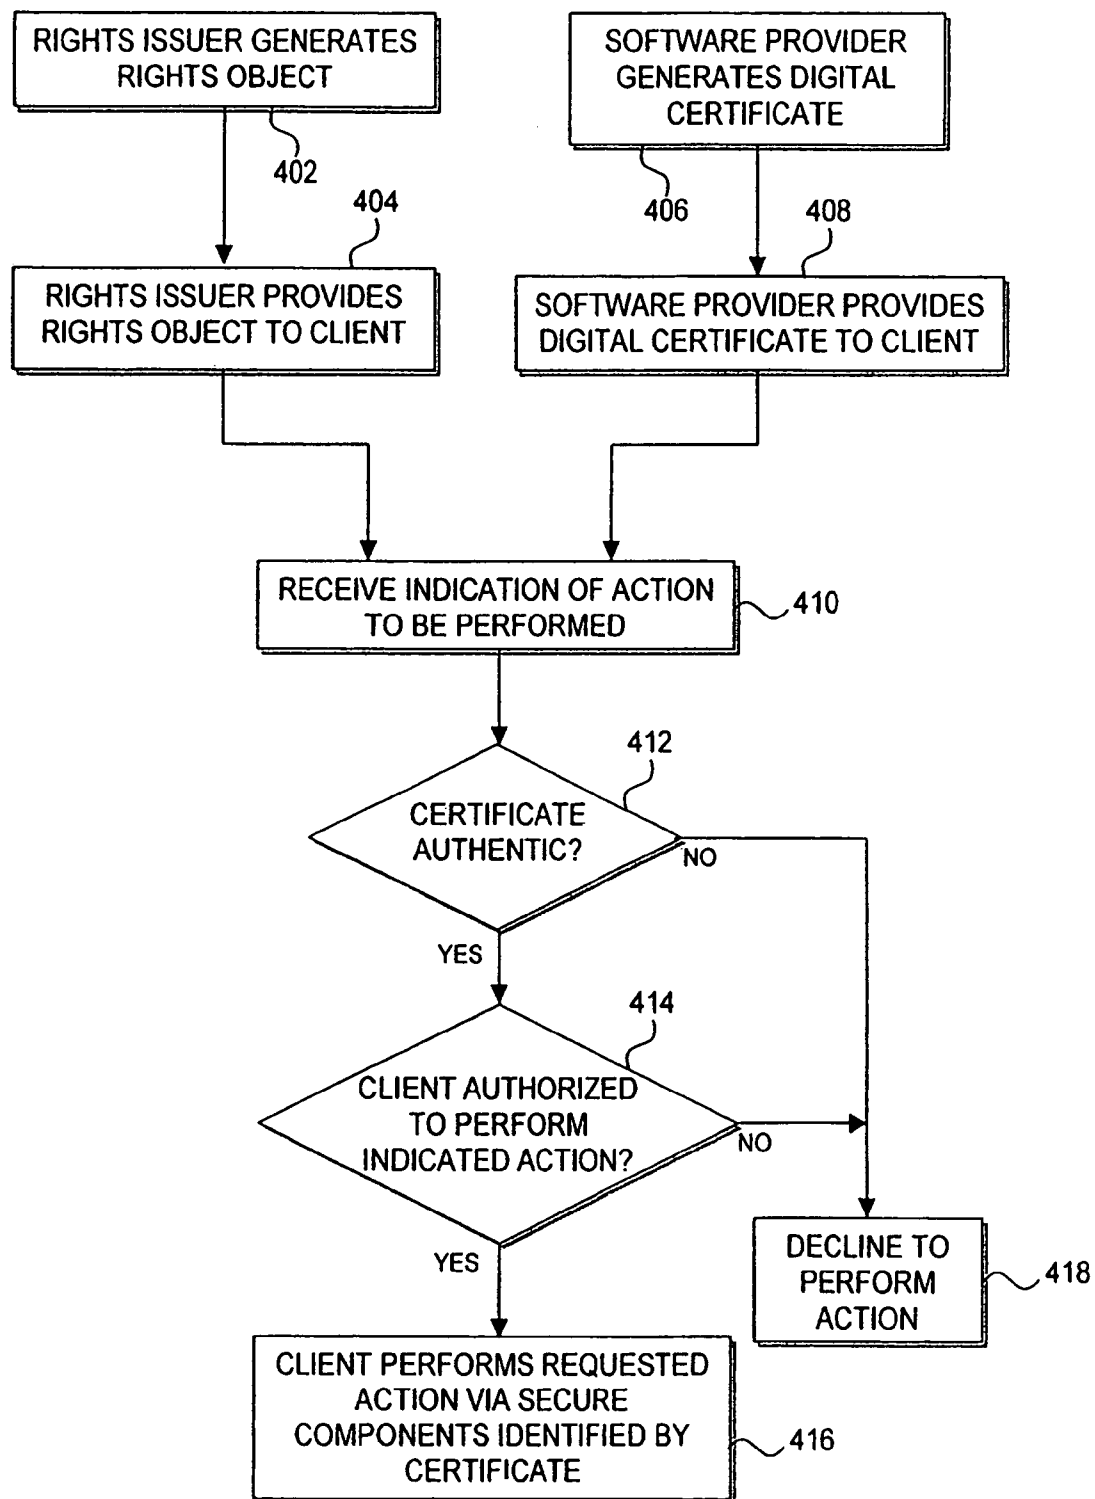 RIGHTS ISSUER GENERATES
RIGHTS OBJECT
402
SOFTWARE PROVIDER
GENERATES DIGITAL
CERTIFICATE
406
404
RIGHTS ISSUER PROVIDES
RIGHTS OBJECT TO CLIENT
408
SOFTWARE PROVIDER PROVIDES
DIGITAL CERTIFICATE TO CLIENT
RECEIVE INDICATION OF ACTION
TO BE PERFORMED
410
412
CERTIFICATE
AUTHENTIC?
NO
YES
414
CLIENT AUTHORIZED
TO PERFORM
INDICATED ACTION?
NO
YES
DECLINE TO
PERFORM
ACTION
418
CLIENT PERFORMS REQUESTED
ACTION VIA SECURE
COMPONENTS IDENTIFIED BY
CERTIFICATE
416